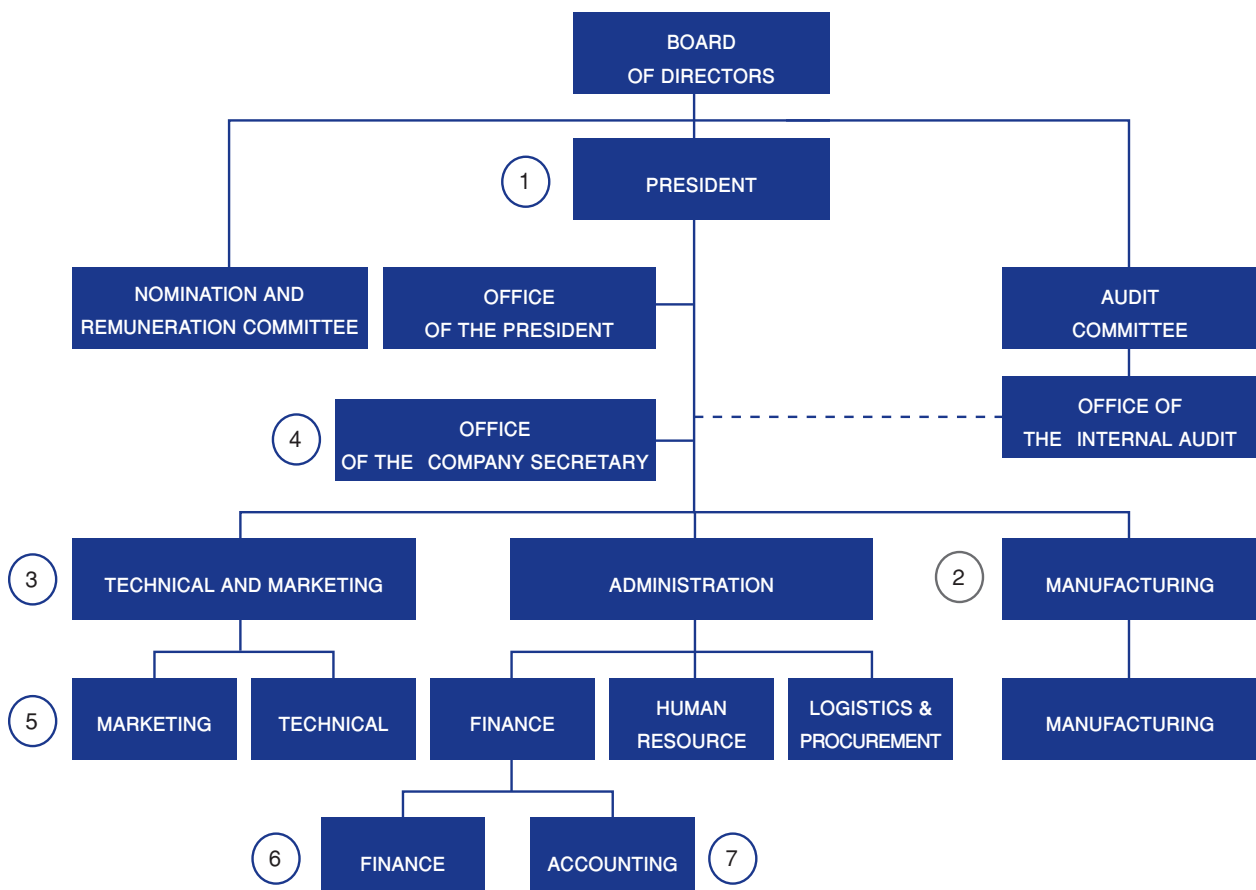 BOARD
OF DIRECTORS
1
PRESIDENT
NOMINATION AND
REMUNERATION COMMITTEE
OFFICE
OF THE PRESIDENT
AUDIT
COMMITTEE
4
OFFICE
OF THE COMPANY SECRETARY
OFFICE OF
THE INTERNAL AUDIT
3
TECHNICAL AND MARKETING
ADMINISTRATION
2
MANUFACTURING
5
MARKETING
TECHNICAL
FINANCE
HUMAN
RESOURCE
LOGISTICS &
PROCUREMENT
MANUFACTURING
6
FINANCE
ACCOUNTING
7